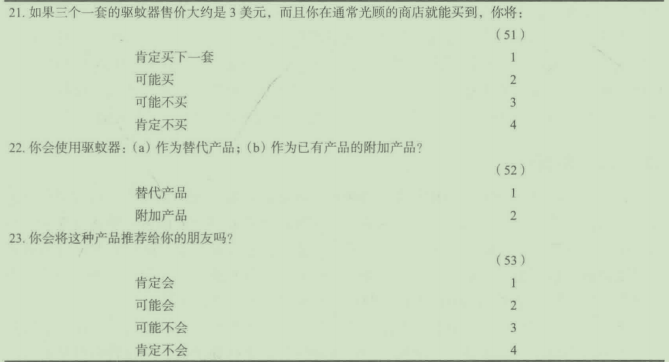 21. 如果三个一套的驱蚊器售价大约是 3 美元，而且你在通常光顾的商店就能买到，你将：
（51）
肯定买下一套 1
可能买 2
可能不买 3
肯定不买 4
22. 你会使用驱蚊器：(a) 作为替代产品；(b) 作为已有产品的附加产品？
（52）
替代产品 1
附加产品 2
23. 你会将这种产品推荐给你的朋友吗？
（53）
肯定会 1
可能会 2
可能不会 3
肯定不会 4